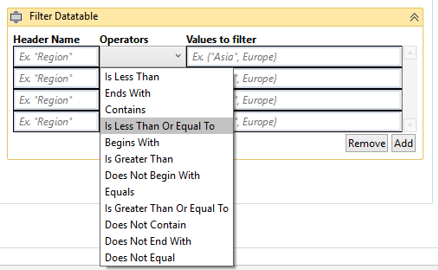 Filter Datatable
Header Name Operators Values to filter
Ex. "Region" Ex. {"Asia", Europe}
Ex. "Region" Is Less Than , Europe}
Ends With
Ex. "Region" Contains , Europe}
Ex. "Region" Is Less Than Or Equal To , Europe}
Begins With Remove Add
Is Greater Than
Does Not Begin With
Equals
Is Greater Than Or Equal To
Does Not Contain
Does Not End With
Does Not Equal